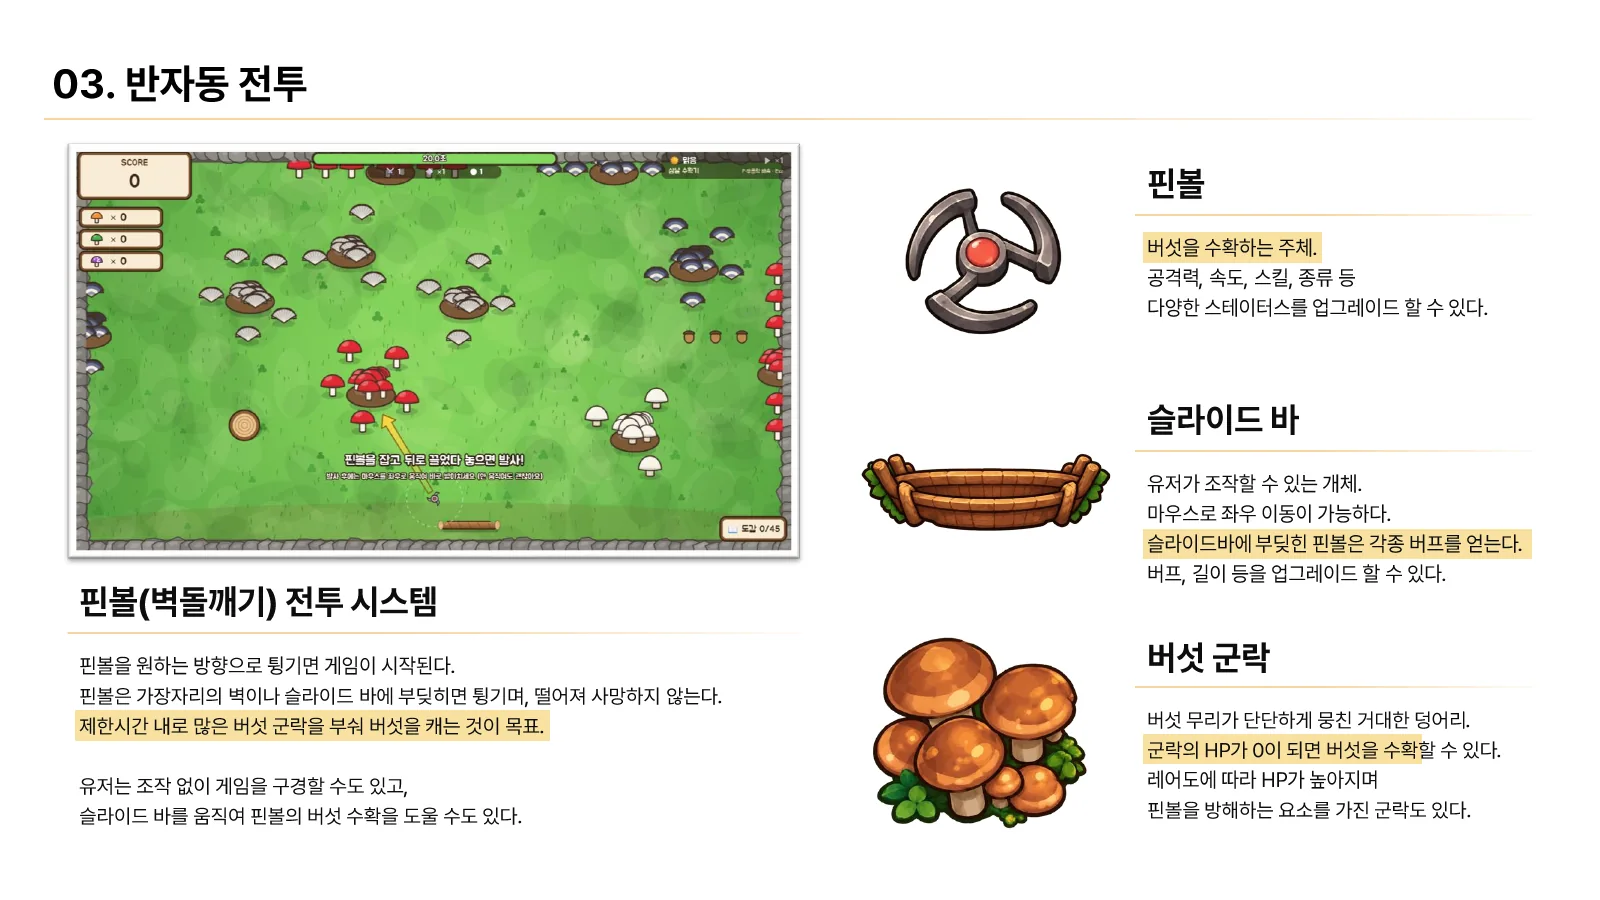 03. 반자동 전투
SCORE
0
× 0
× 0
× 0
20.0초
1
×1
1
맑음
×1
핀볼을 잡고 뒤로 끌었다 놓으면 발사!
도감 0/45
핀볼(벽돌깨기) 전투 시스템
핀볼을 원하는 방향으로 튕기면 게임이 시작된다.
핀볼은 가장자리의 벽이나 슬라이드 바에 부딪히면 튕기며, 떨어져 사망하지 않는다.
제한시간 내로 많은 버섯 군락을 부숴 버섯을 캐는 것이 목표.
유저는 조작 없이 게임을 구경할 수도 있고,
슬라이드 바를 움직여 핀볼의 버섯 수확을 도울 수도 있다.
핀볼
버섯을 수확하는 주체.
공격력, 속도, 스킬, 종류 등
다양한 스테이터스를 업그레이드 할 수 있다.
슬라이드 바
유저가 조작할 수 있는 개체.
마우스로 좌우 이동이 가능하다.
슬라이드바에 부딪힌 핀볼은 각종 버프를 얻는다.
버프, 길이 등을 업그레이드 할 수 있다.
버섯 군락
버섯 무리가 단단하게 뭉친 거대한 덩어리.
군락의 HP가 0이 되면 버섯을 수확할 수 있다.
레어도에 따라 HP가 높아지며
핀볼을 방해하는 요소를 가진 군락도 있다.